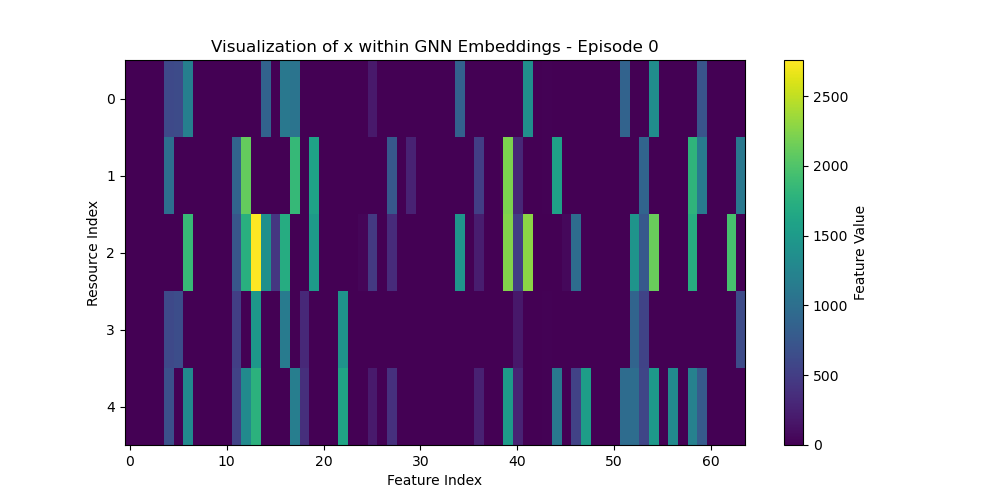 Visualization of x within GNN Embeddings - Episode 0
Resource Index
0
1
2
3
4
0 10 20 30 40 50 60
Feature Index
2500
2000
1500
1000
500
0
Feature Value